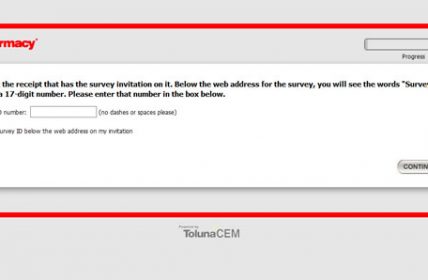 rmacy®
Progress
the receipt that has the survey invitation on it. Below the web address for the survey, you will see the words "Survey
a 17-digit number. Please enter that number in the box below.
D number: (no dashes or spaces please)
urvey ID below the web address on my invitation
CONTIN
Powered by
TolunaCEM